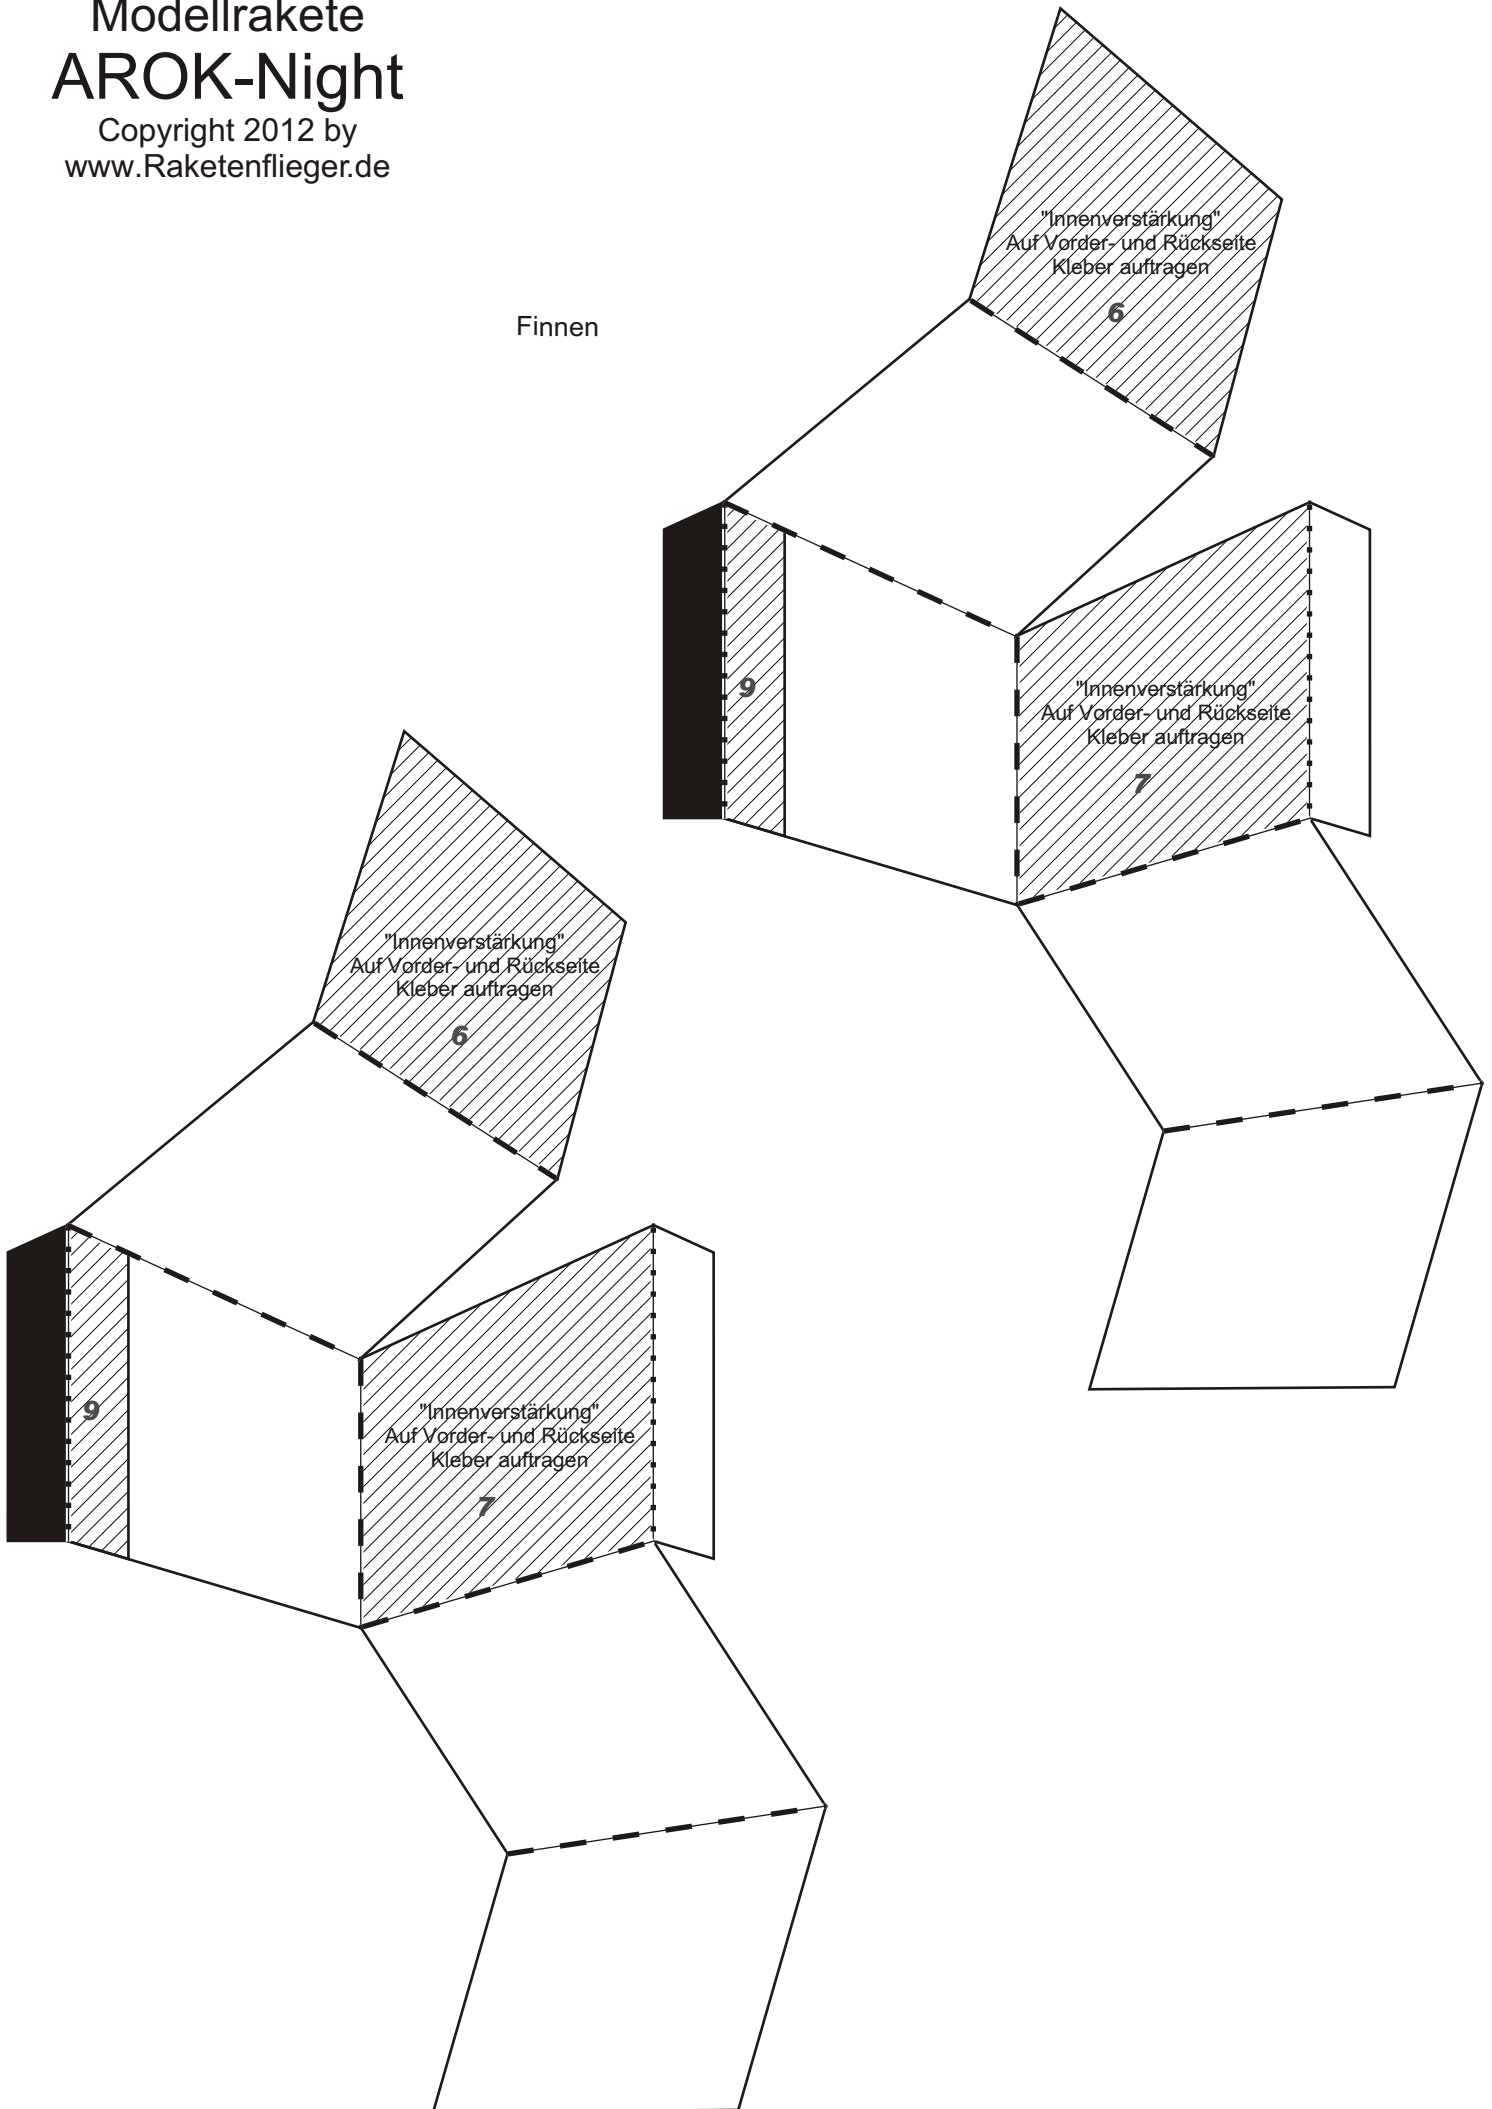 Modellrakete
AROK-Night
Copyright 2012 by
www.Raketenflieger.de
Finnen
"Innenverstärkung"
Auf Vorder- und Rückseite
Kleber auftragen
6
9
"Innenverstärkung"
Auf Vorder- und Rückseite
Kleber auftragen
7
"Innenverstärkung"
Auf Vorder- und Rückseite
Kleber auftragen
6
9
"Innenverstärkung"
Auf Vorder- und Rückseite
Kleber auftragen
7